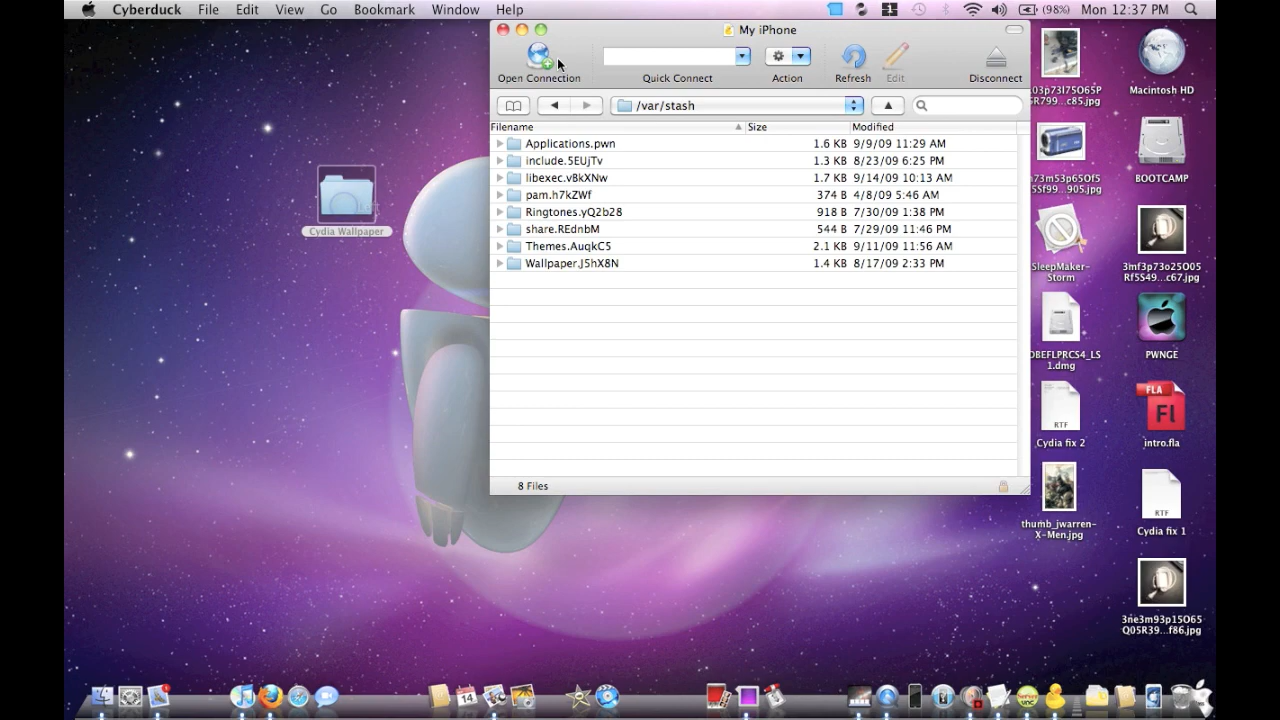 Cyberduck File Edit View Go Bookmark Window Help (98%) Mon 12:37 PM
My iPhone
Open Connection Quick Connect Action Refresh Edit Disconnect
/var/stash
Filename Size Modified
Applications.pwn 1.6 KB 9/9/09 11:29 AM
include.5EUjTv 1.3 KB 8/23/09 6:25 PM
libexec.vBkXNw 1.7 KB 9/14/09 10:13 AM
pam.h7kZWf 374 B 4/8/09 5:46 AM
Ringtones.yQ2b28 918 B 7/30/09 1:38 PM
share.REdnbM 544 B 7/29/09 11:46 PM
Themes.AuqkC5 2.1 KB 9/11/09 11:56 AM
Wallpaper.J5hX8N 1.4 KB 8/17/09 2:33 PM
8 Files
Cydia Wallpaper
03p73l75O65P
5R799...c85.jpg
Macintosh HD
73m53p65Of5
5Sf99...905.jpg
BOOTCAMP
SleepMaker-
Storm
3mf3p73o25O05
Rf5S49...c67.jpg
OBEFLPRCS4_LS
1.dmg
PWNGE
RTF
Cydia fix 2
FLA
Fl
intro.fla
thumb_jwarren-
X-Men.jpg
RTF
Cydia fix 1
3ne3m93p15O65
Q05R39...f86.jpg
14